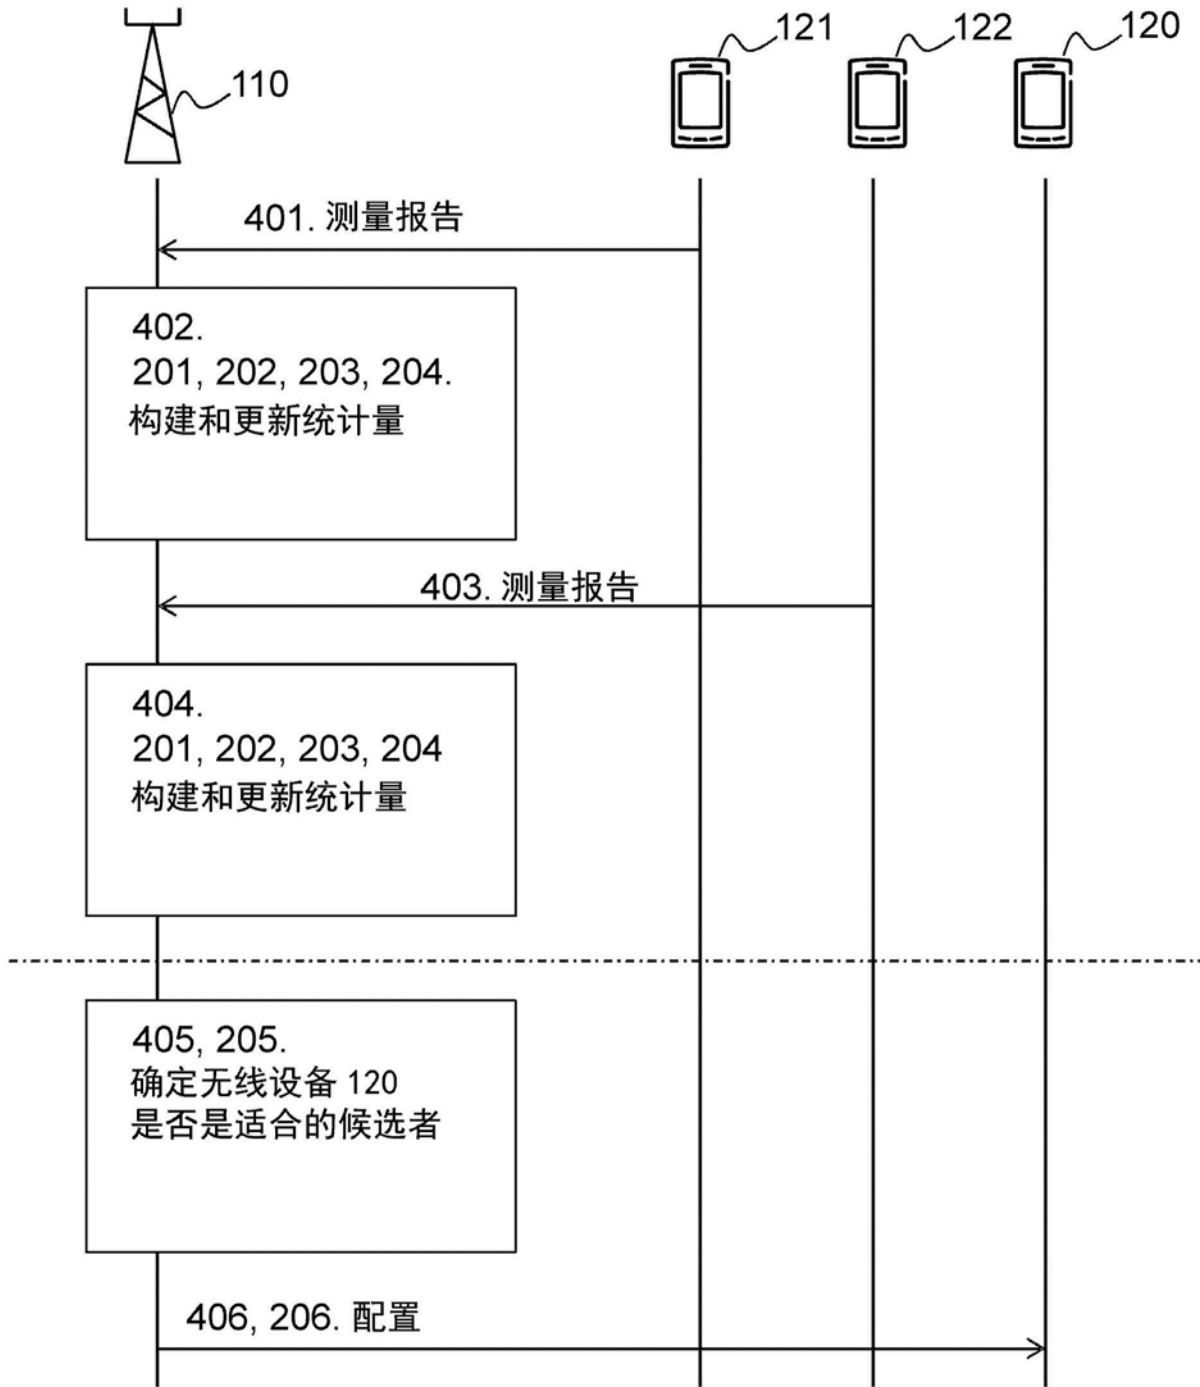 121
122
120
110
401. 测量报告
402.
201, 202, 203, 204.
构建和更新统计量
403. 测量报告
404.
201, 202, 203, 204
构建和更新统计量
405, 205.
确定无线设备 120
是否是适合的候选者
406, 206. 配置